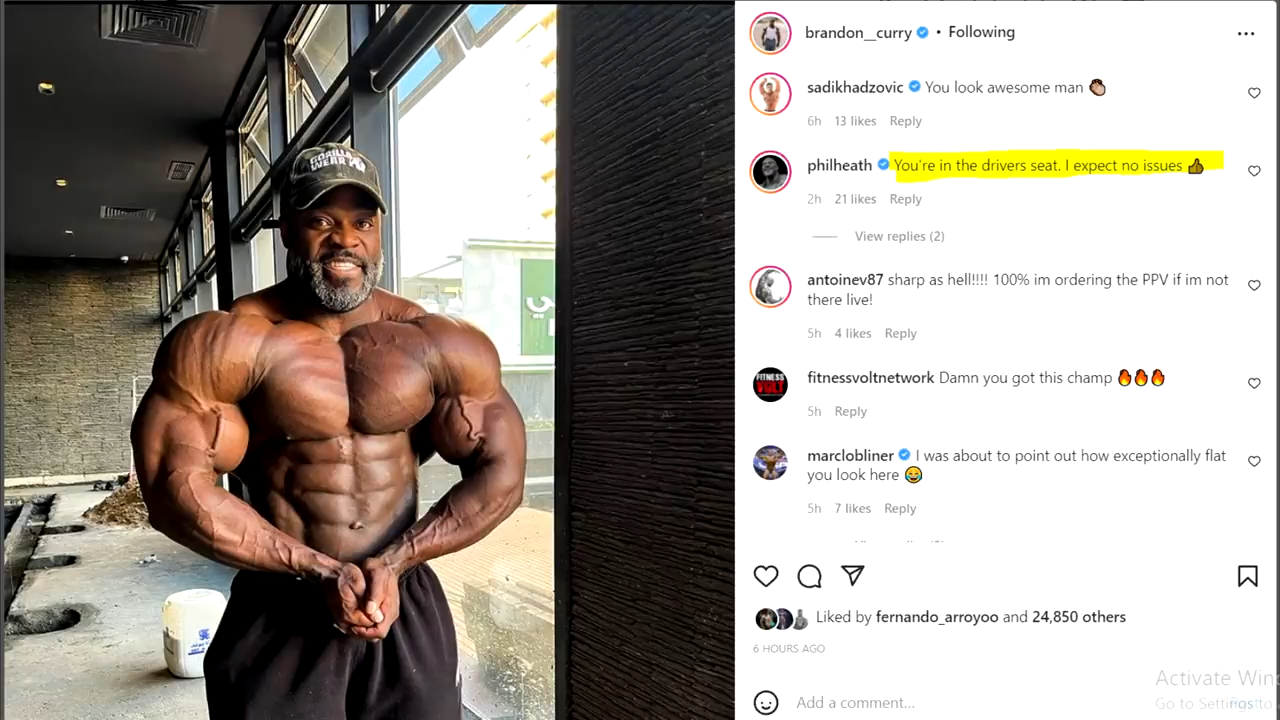 GORILLA
WEAR
brandon__curry • Following
sadikhadzovic You look awesome man 👏🏿
6h 13 likes Reply
philheath You're in the drivers seat. I expect no issues 👍🏿
2h 21 likes Reply
View replies (2)
antoinev87 sharp as hell!!!! 100% im ordering the PPV if im not
there live!
5h 4 likes Reply
FITNESS
VOLT
fitnessvoltnetwork Damn you got this champ 🔥🔥🔥
5h Reply
marclobliner I was about to point out how exceptionally flat
you look here 😂
5h 7 likes Reply
Liked by fernando_arroyoo and 24,850 others
6 HOURS AGO
Add a comment...
Activate Win
Go to Settings to